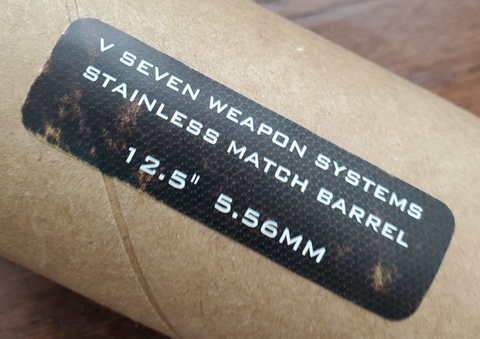 V SEVEN WEAPON SYSTEMS
STAINLESS MATCH BARREL
12.5" 5.56MM